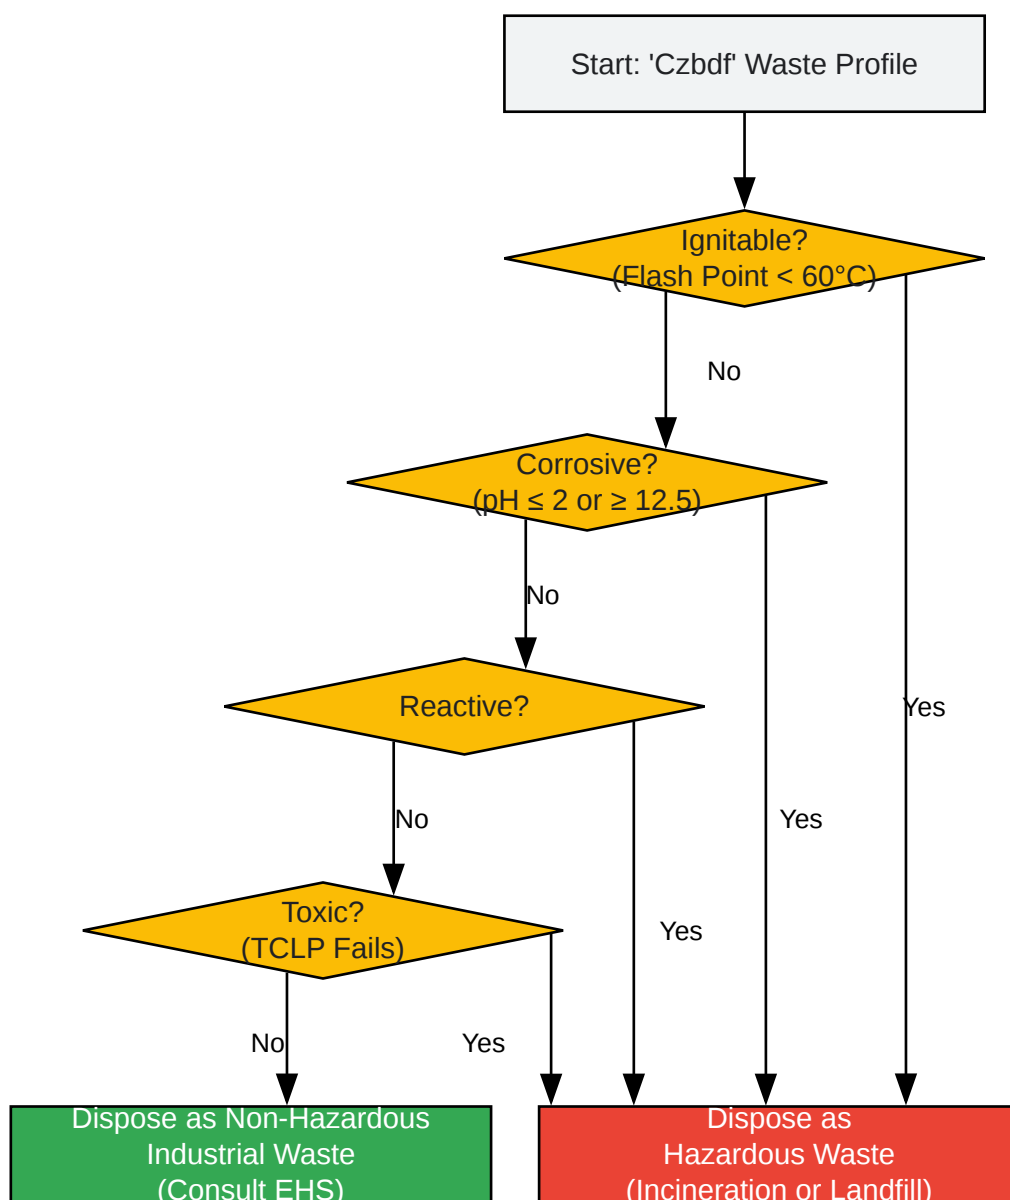 Start: 'Czbdf' Waste Profile
Ignitable?
(Flash Point < 60°C)
No
Corrosive?
(pH ≤ 2 or ≥ 12.5)
No
Reactive?
Yes
No
Yes
Toxic?
(TCLP Fails)
Yes
No
Yes
Dispose as Non-Hazardous
Industrial Waste
(Consult EHS)
Dispose as
Hazardous Waste
(Incineration or Landfill)